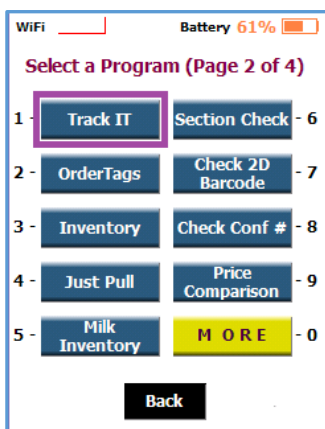 WiFi Battery 61%
Select a Program (Page 2 of 4)
1 - Track IT Section Check - 6
2 - OrderTags Check 2D Barcode - 7
3 - Inventory Check Conf # - 8
4 - Just Pull Price Comparison - 9
5 - Milk Inventory M O R E - 0
Back